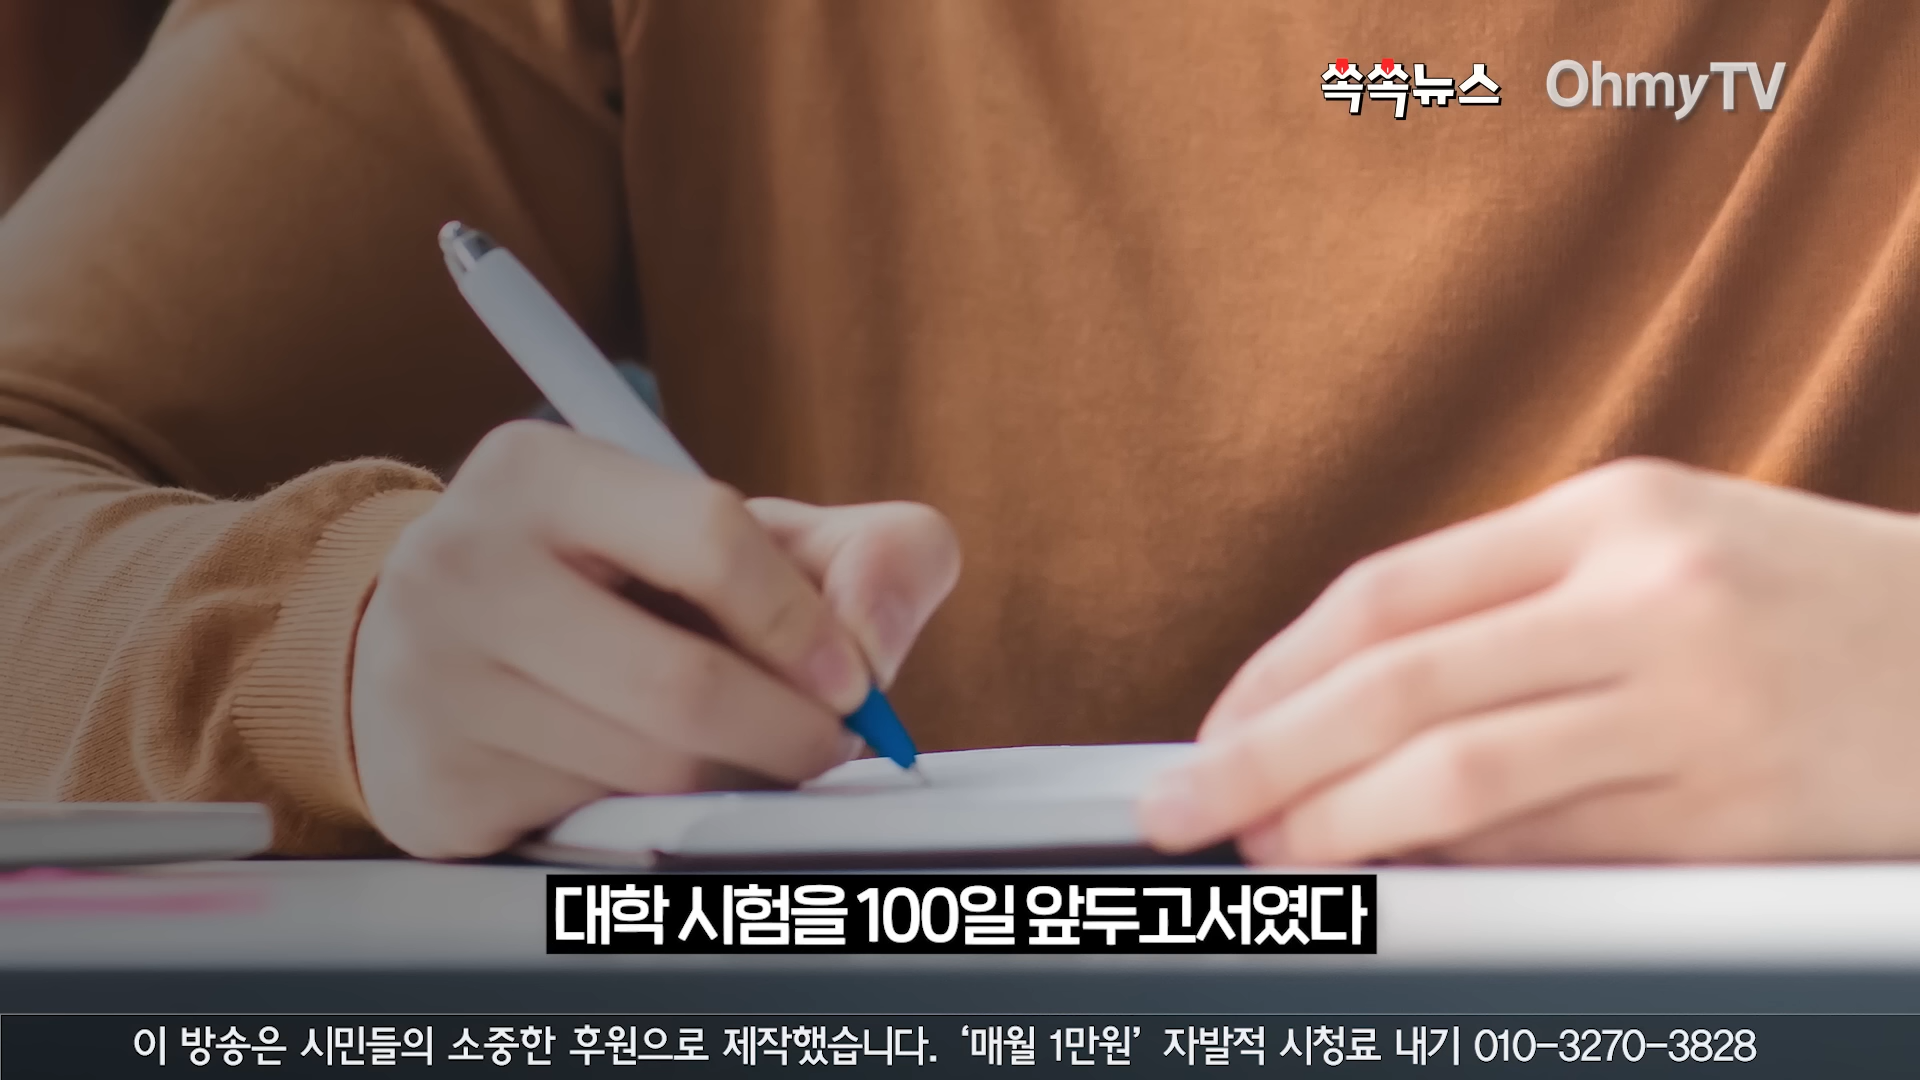 쏙쏙뉴스 OhmyTV
대학 시험을 100일 앞두고서였다
이 방송은 시민들의 소중한 후원으로 제작했습니다. ‘매월 1만원’ 자발적 시청료 내기 010-3270-3828